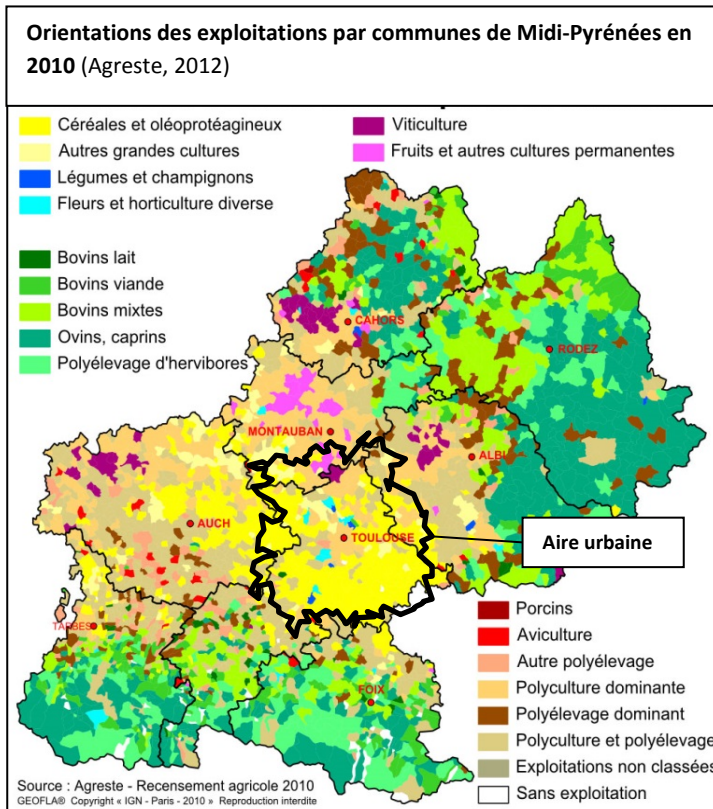 Orientations des exploitations par communes de Midi-Pyrénées en
2010 (Agreste, 2012)
Céréales et oléoprotéagineux
Autres grandes cultures
Légumes et champignons
Fleurs et horticulture diverse
Viticulture
Fruits et autres cultures permanentes
Bovins lait
Bovins viande
Bovins mixtes
Ovins, caprins
Polyélevage d'hervibores
CAHORS
RODEZ
MONTAUBAN
ALBI
AUCH
TOULOUSE
Aire urbaine
TARBES
FOIX
Porcins
Aviculture
Autre polyélevage
Polyculture dominante
Polyélevage dominant
Polyculture et polyélevage
Exploitations non classées
Sans exploitation
Source : Agreste - Recensement agricole 2010
GEOFLA® Copyright « IGN - Paris - 2010 » Reproduction interdite